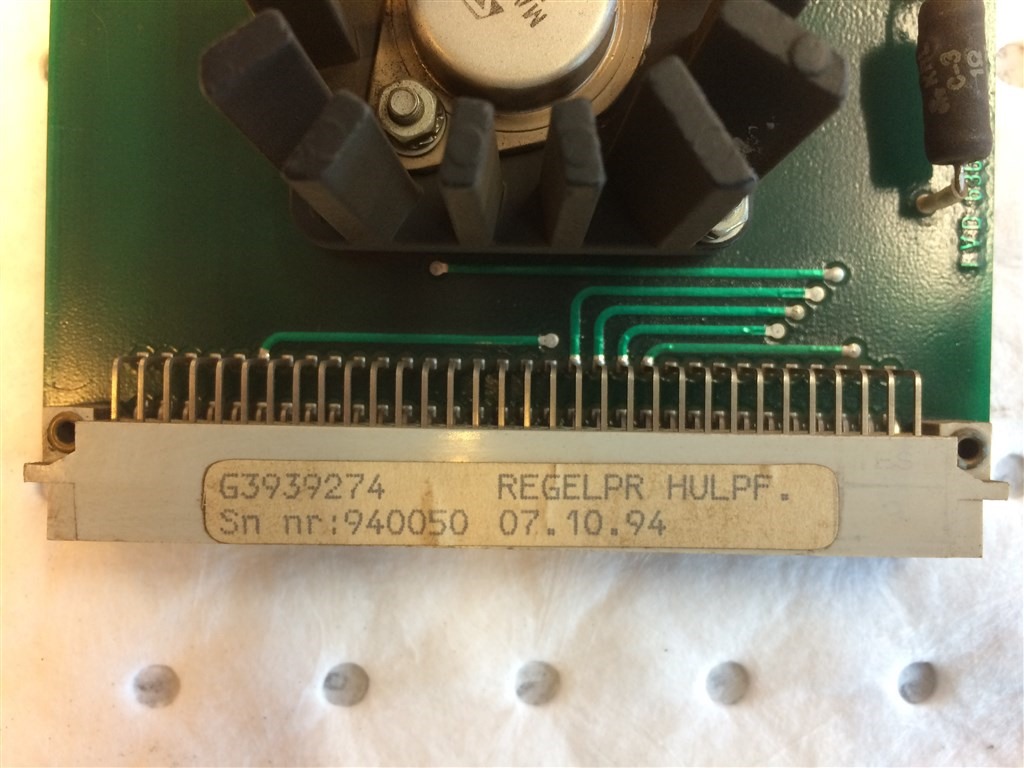 G3939274 REGELPR HULPF.
Sn nr:940050 07.10.94